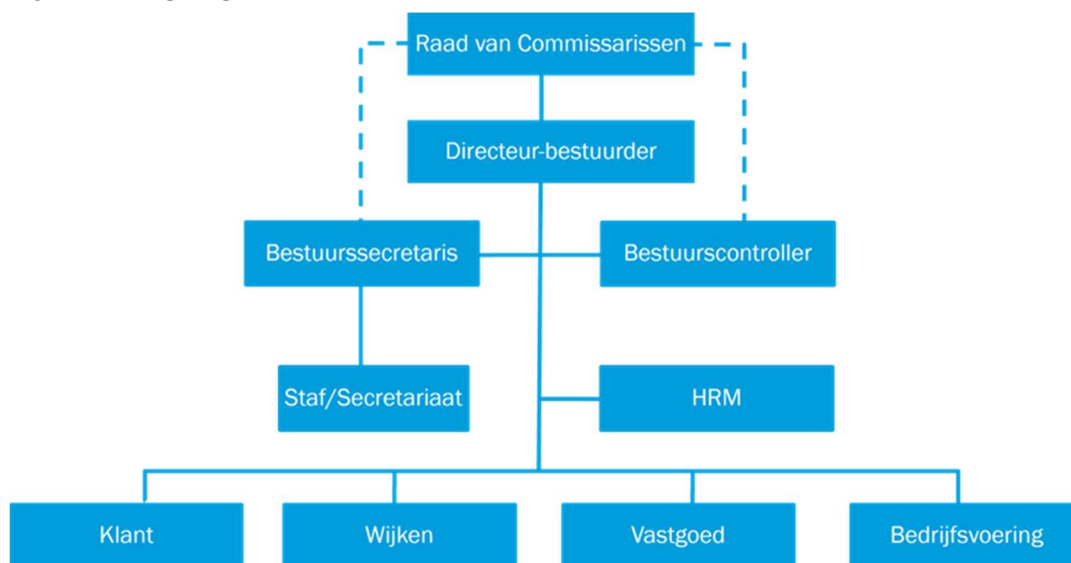 Raad van Commissarissen
Directeur-bestuurder
Bestuurssecretaris
Bestuurscontroller
Staf/Secretariaat
HRM
Klant
Wijken
Vastgoed
Bedrijfsvoering